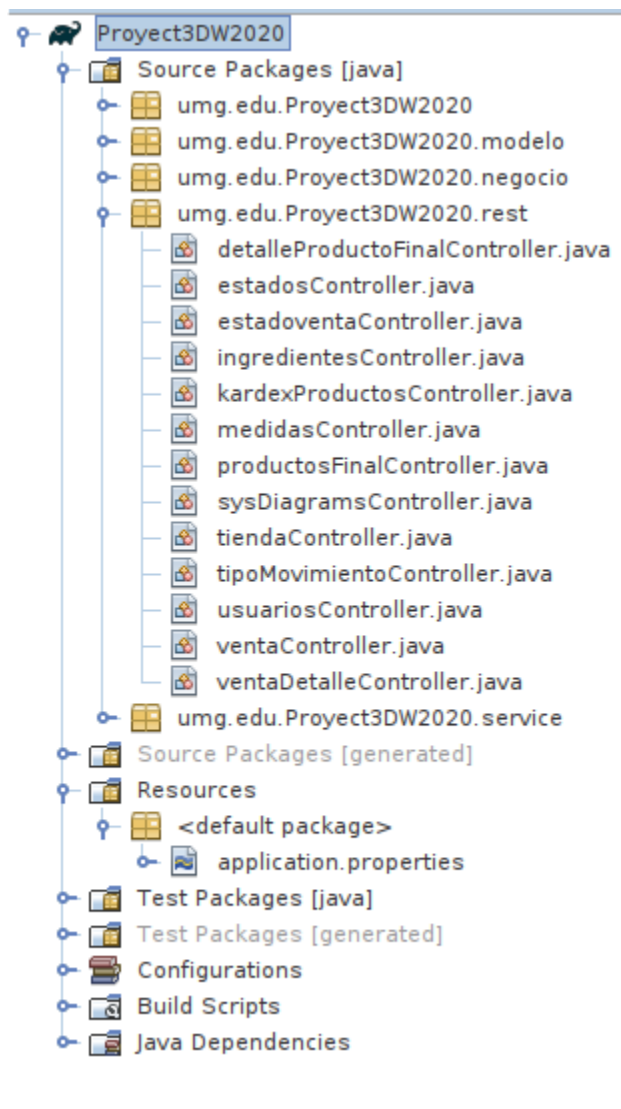 Proyect3DW2020
Source Packages [java]
umg.edu.Proyect3DW2020
umg.edu.Proyect3DW2020.modelo
umg.edu.Proyect3DW2020.negocio
umg.edu.Proyect3DW2020.rest
detalleProductoFinalController.java
estadosController.java
estadoventaController.java
ingredientesController.java
kardexProductosController.java
medidasController.java
productosFinalController.java
sysDiagramsController.java
tiendaController.java
tipoMovimientoController.java
usuariosController.java
ventaController.java
ventaDetalleController.java
umg.edu.Proyect3DW2020.service
Source Packages [generated]
Resources
<default package>
application.properties
Test Packages [java]
Test Packages [generated]
Configurations
Build Scripts
Java Dependencies